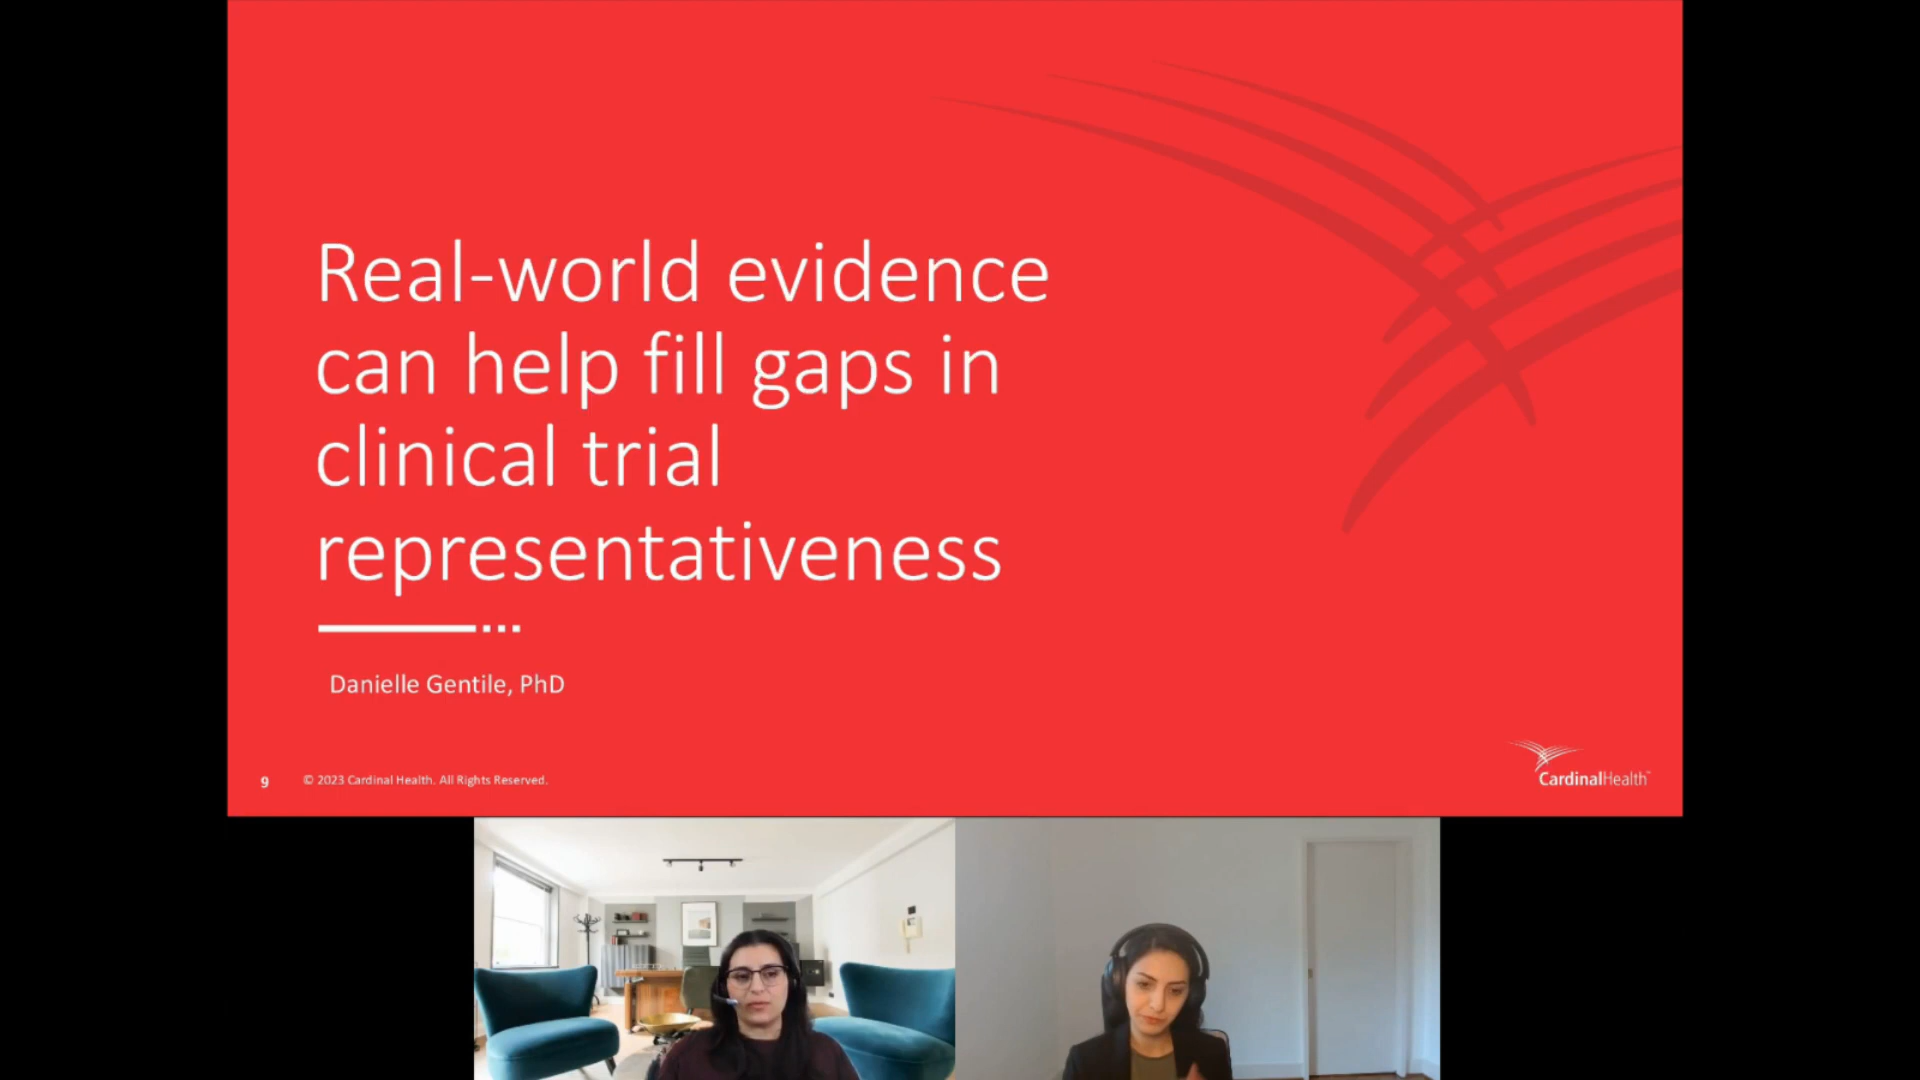 Real-world evidence
can help fill gaps in
clinical trial
representativeness
Danielle Gentile, PhD
9
© 2023 Cardinal Health. All Rights Reserved.
CardinalHealth™